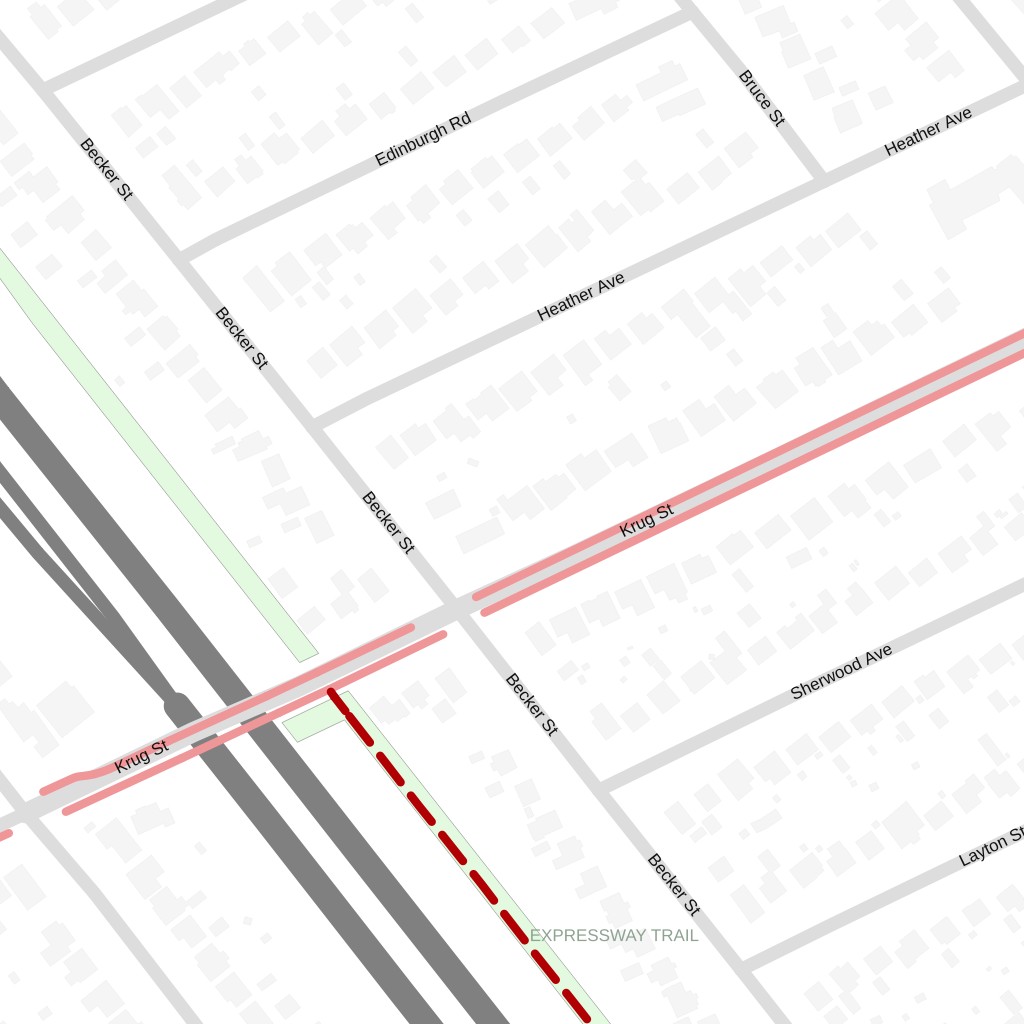 Bruce St
Edinburgh Rd
Heather Ave
Becker St
Heather Ave
Becker St
Krug St
Becker St
Sherwood Ave
Becker St
Krug St
Layton St
Becker St
EXPRESSWAY TRAIL